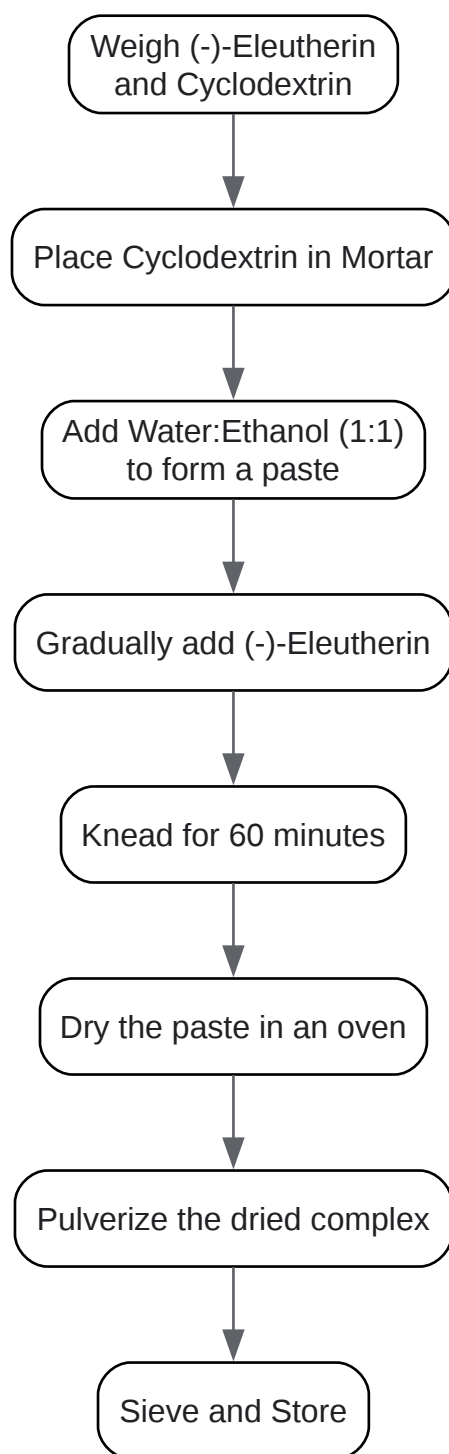 Weigh (-)-Eleutherin
and Cyclodextrin
Place Cyclodextrin in Mortar
Add Water:Ethanol (1:1)
to form a paste
Gradually add (-)-Eleutherin
Knead for 60 minutes
Dry the paste in an oven
Pulverize the dried complex
Sieve and Store